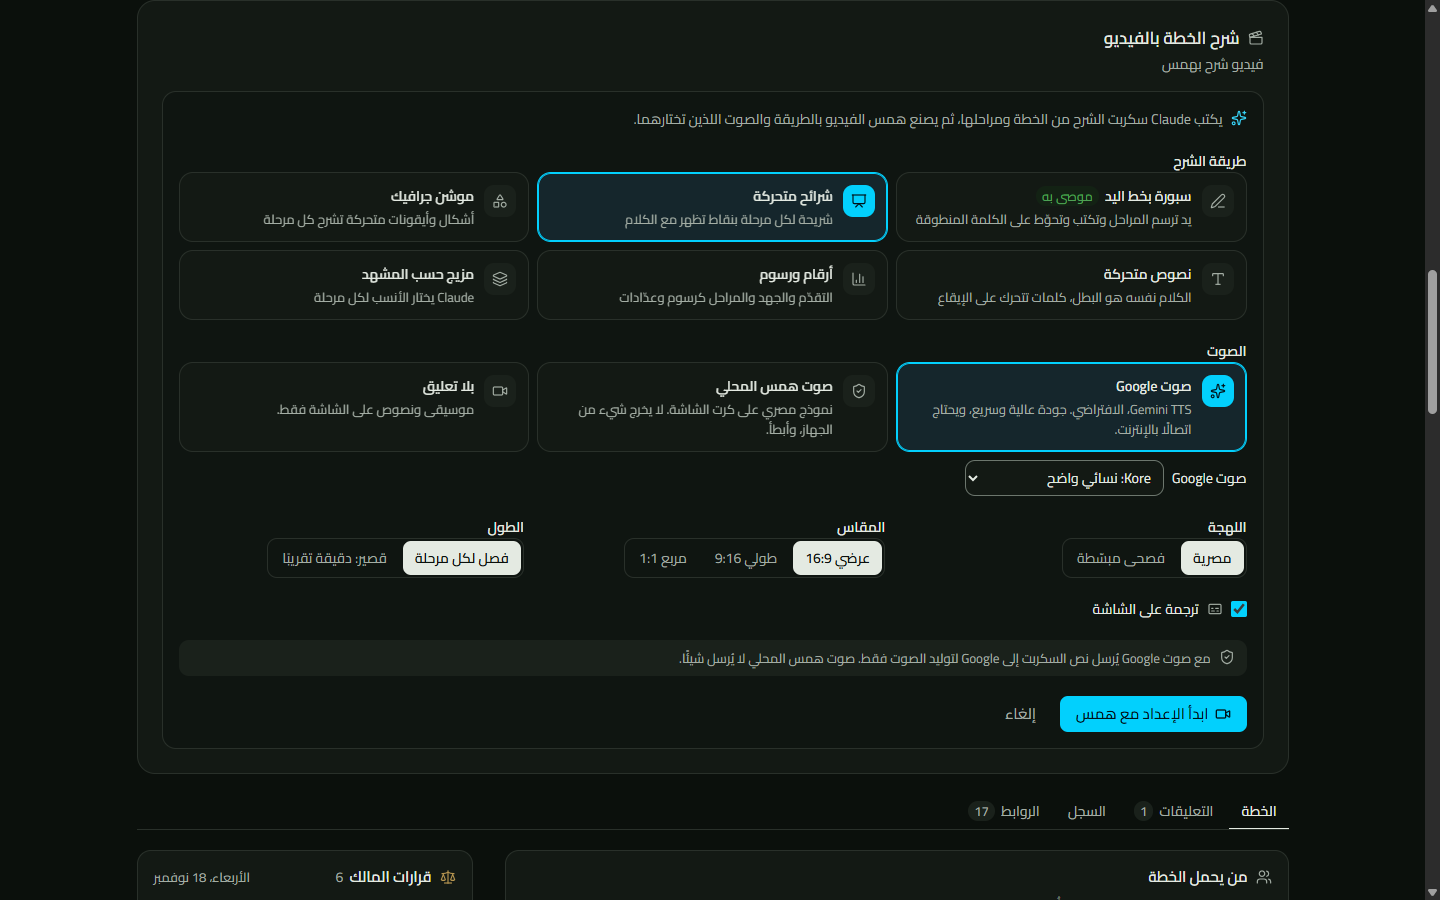 شرح الخطة بالفيديو
فيديو شرح بهمس
يكتب Claude سكربت الشرح من الخطة ومراحلها، ثم يصنع همس الفيديو بالطريقة والصوت اللذين تختارهما.
طريقة الشرح
سبورة بخط اليد موصى به
يد ترسم المراحل وتكتب وتحوّط على الكلمة المنطوقة
شرائح متحركة
شريحة لكل مرحلة بنقاط تظهر مع الكلام
موشن جرافيك
أشكال وأيقونات متحركة تشرح كل مرحلة
نصوص متحركة
الكلام نفسه هو البطل، كلمات تتحرك على الإيقاع
أرقام ورسوم
التقدّم والجهد والمراحل كرسوم وعدّادات
مزيج حسب المشهد
Claude يختار الأنسب لكل مرحلة
الصوت
صوت Google
Gemini TTS، الافتراضي. جودة عالية وسريع، ويحتاج
اتصالًا بالإنترنت.
صوت همس المحلي
نموذج مصري على كرت الشاشة. لا يخرج شيء من
الجهاز، وأبطأ.
بلا تعليق
موسيقى ونصوص على الشاشة فقط.
صوت Google
Kore: نسائي واضح
اللهجة
مصرية
فصحى مبسّطة
المقاس
عرضي 16:9
طولي 9:16
مربع 1:1
الطول
فصل لكل مرحلة
قصير: دقيقة تقريبًا
ترجمة على الشاشة
مع صوت Google يُرسل نص السكربت إلى Google لتوليد الصوت فقط. صوت همس المحلي لا يُرسل شيئًا.
ابدأ الإعداد مع همس
إلغاء
الخطة
التعليقات 1
السجل
الروابط 17
من يحمل الخطة
قرارات المالك 6
الأربعاء، 18 نوفمبر